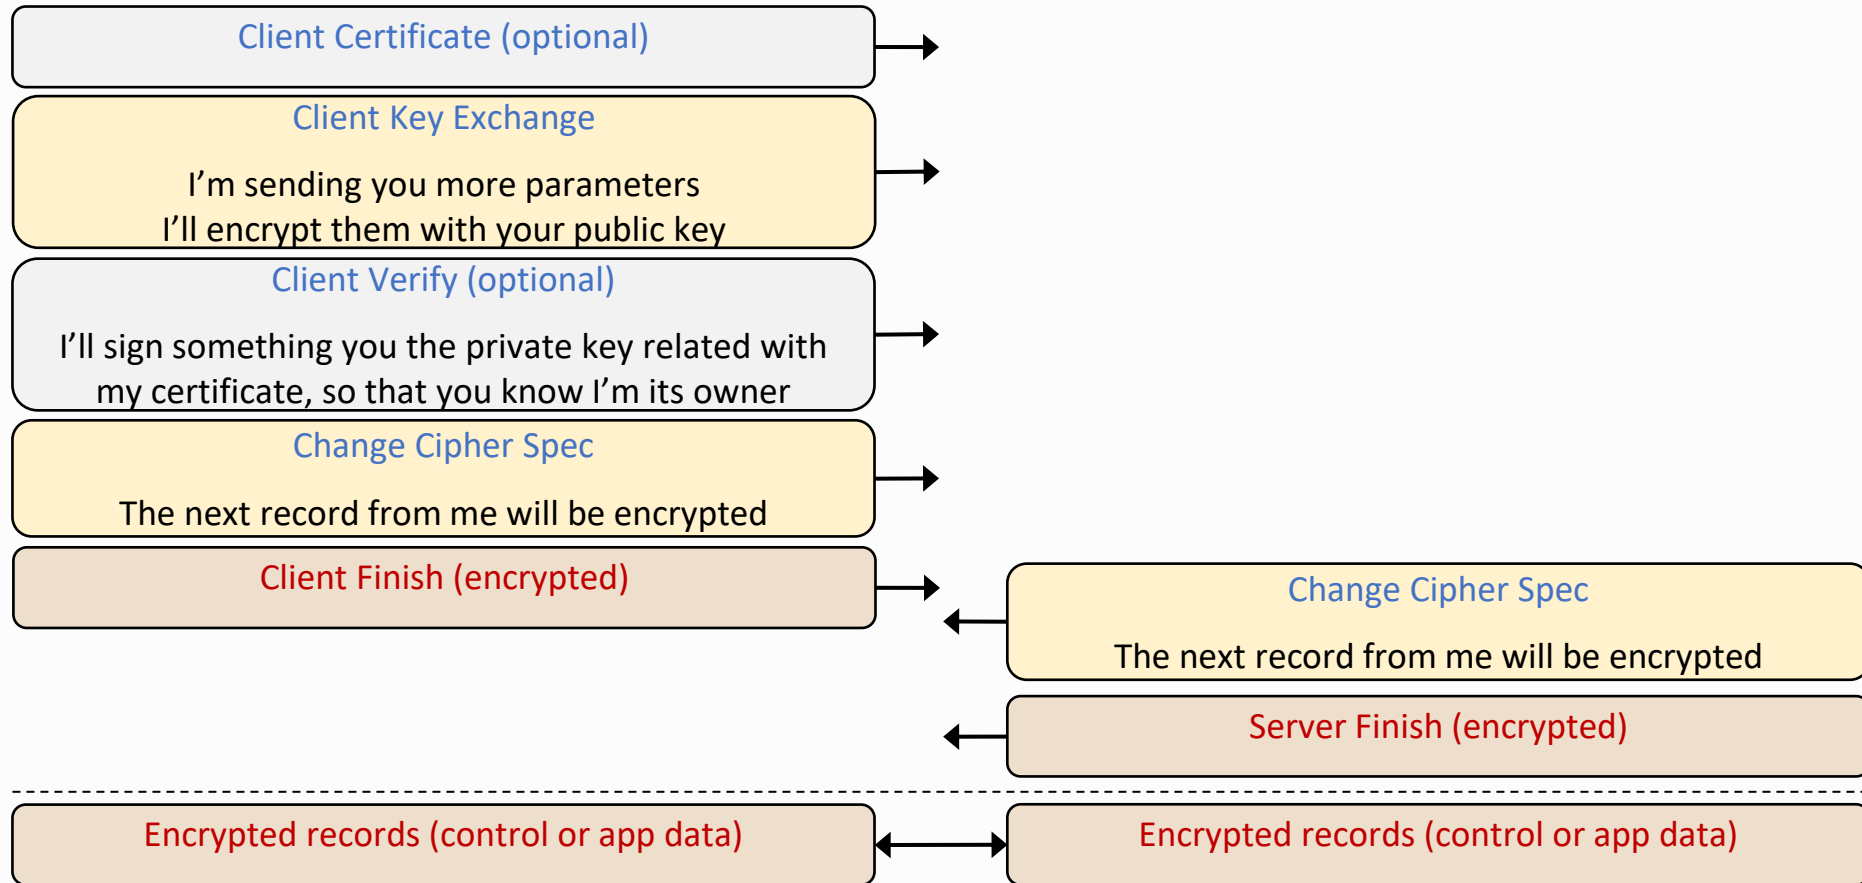 Client Certificate (optional)
Client Key Exchange
I’m sending you more parameters
I’ll encrypt them with your public key
Client Verify (optional)
I’ll sign something you the private key related with
my certificate, so that you know I’m its owner
Change Cipher Spec
The next record from me will be encrypted
Client Finish (encrypted)
Change Cipher Spec
The next record from me will be encrypted
Server Finish (encrypted)
Encrypted records (control or app data)
Encrypted records (control or app data)